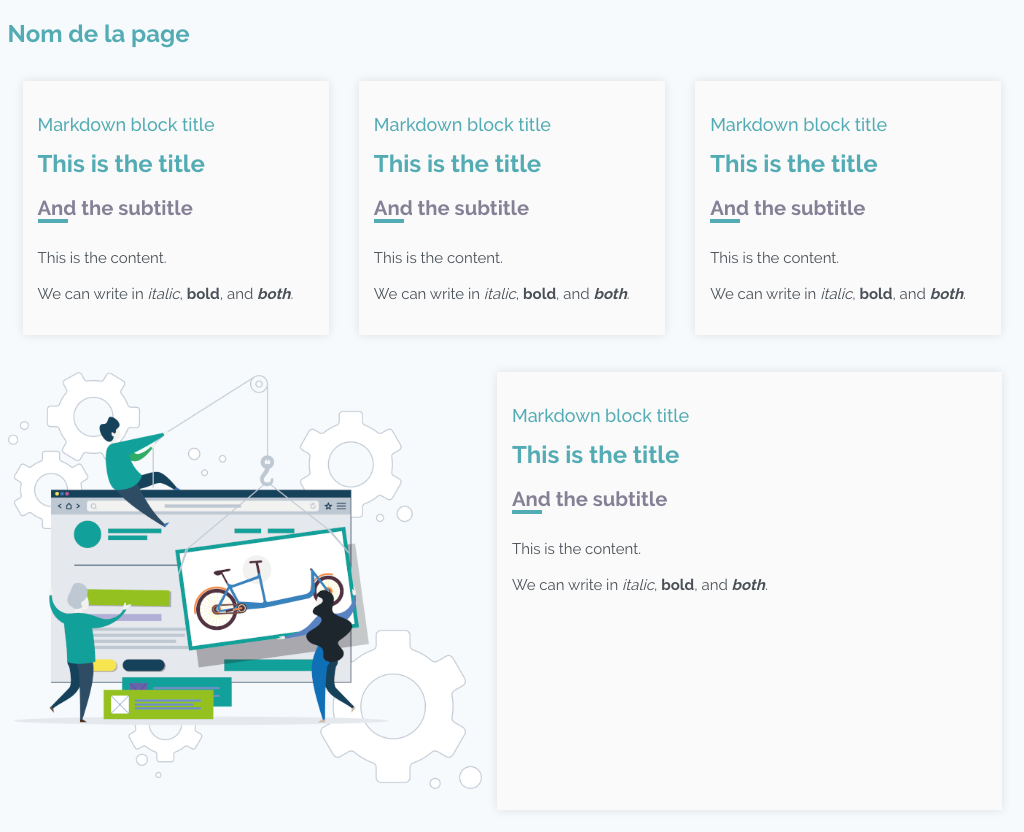 Nom de la page
Markdown block title
This is the title
And the subtitle
This is the content.
We can write in italic, bold, and both.
Markdown block title
This is the title
And the subtitle
This is the content.
We can write in italic, bold, and both.
Markdown block title
This is the title
And the subtitle
This is the content.
We can write in italic, bold, and both.
Markdown block title
This is the title
And the subtitle
This is the content.
We can write in italic, bold, and both.